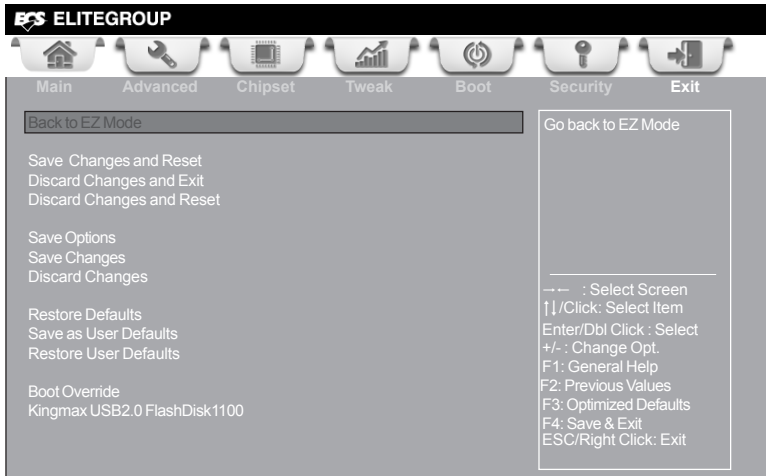 ECS ELITEGROUP
Main Advanced Chipset Tweak Boot Security Exit
Back to EZ Mode
Save Changes and Reset
Discard Changes and Exit
Discard Changes and Reset
Save Options
Save Changes
Discard Changes
Restore Defaults
Save as User Defaults
Restore User Defaults
Boot Override
Kingmax USB2.0 FlashDisk1100
Go back to EZ Mode
→← : Select Screen
↑↓/Click: Select Item
Enter/Dbl Click : Select
+/- : Change Opt.
F1: General Help
F2: Previous Values
F3: Optimized Defaults
F4: Save & Exit
ESC/Right Click: Exit